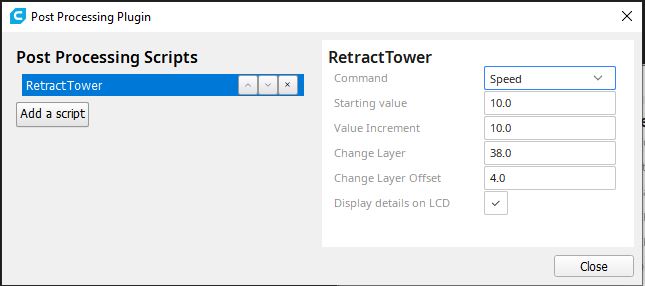 Post Processing Plugin
Post Processing Scripts
RetractTower
Add a script
RetractTower
Command Speed
Starting value 10.0
Value Increment 10.0
Change Layer 38.0
Change Layer Offset 4.0
Display details on LCD
Close